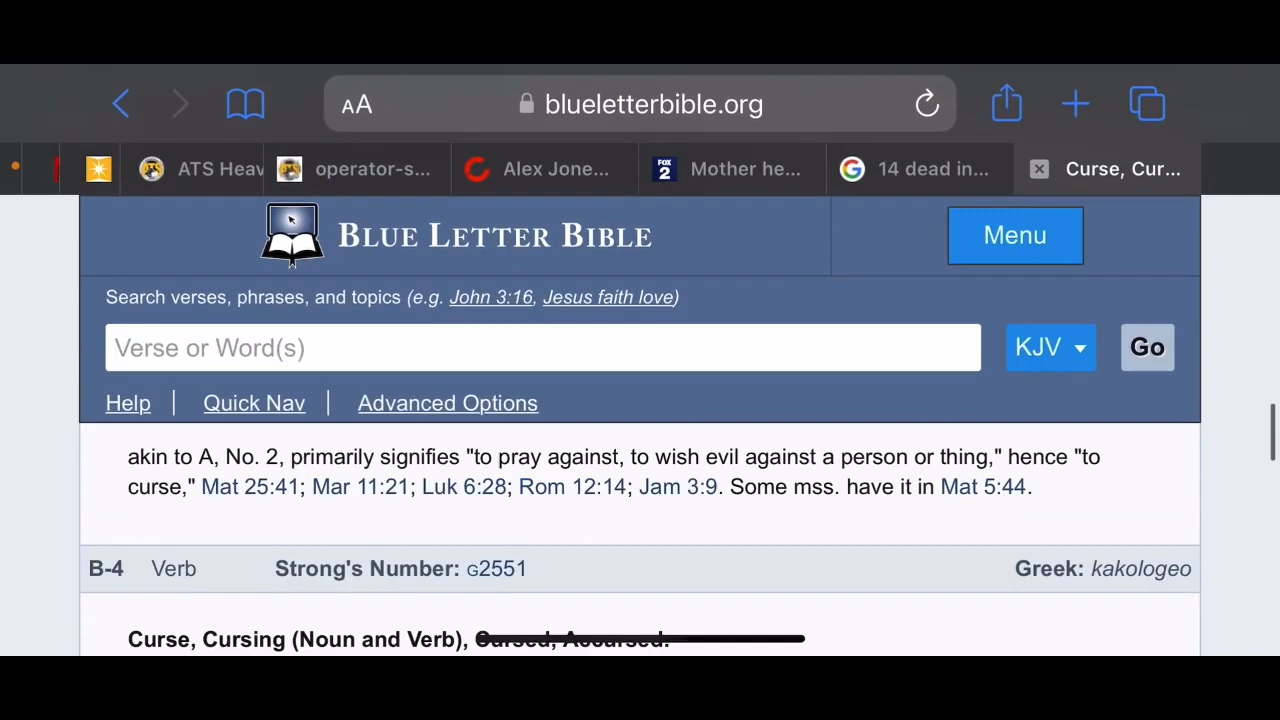 AA blueletterbible.org
ATS Heav operator-s... Alex Jone... FOX 2 Mother he... 14 dead in... Curse, Cur...
BLUE LETTER BIBLE Menu
Search verses, phrases, and topics (e.g. John 3:16, Jesus faith love)
Verse or Word(s) KJV Go
Help | Quick Nav | Advanced Options
akin to A, No. 2, primarily signifies "to pray against, to wish evil against a person or thing," hence "to
curse," Mat 25:41; Mar 11:21; Luk 6:28; Rom 12:14; Jam 3:9. Some mss. have it in Mat 5:44.
B-4 Verb Strong's Number: G2551 Greek: kakologeo
Curse, Cursing (Noun and Verb), Cursed, Accursed: